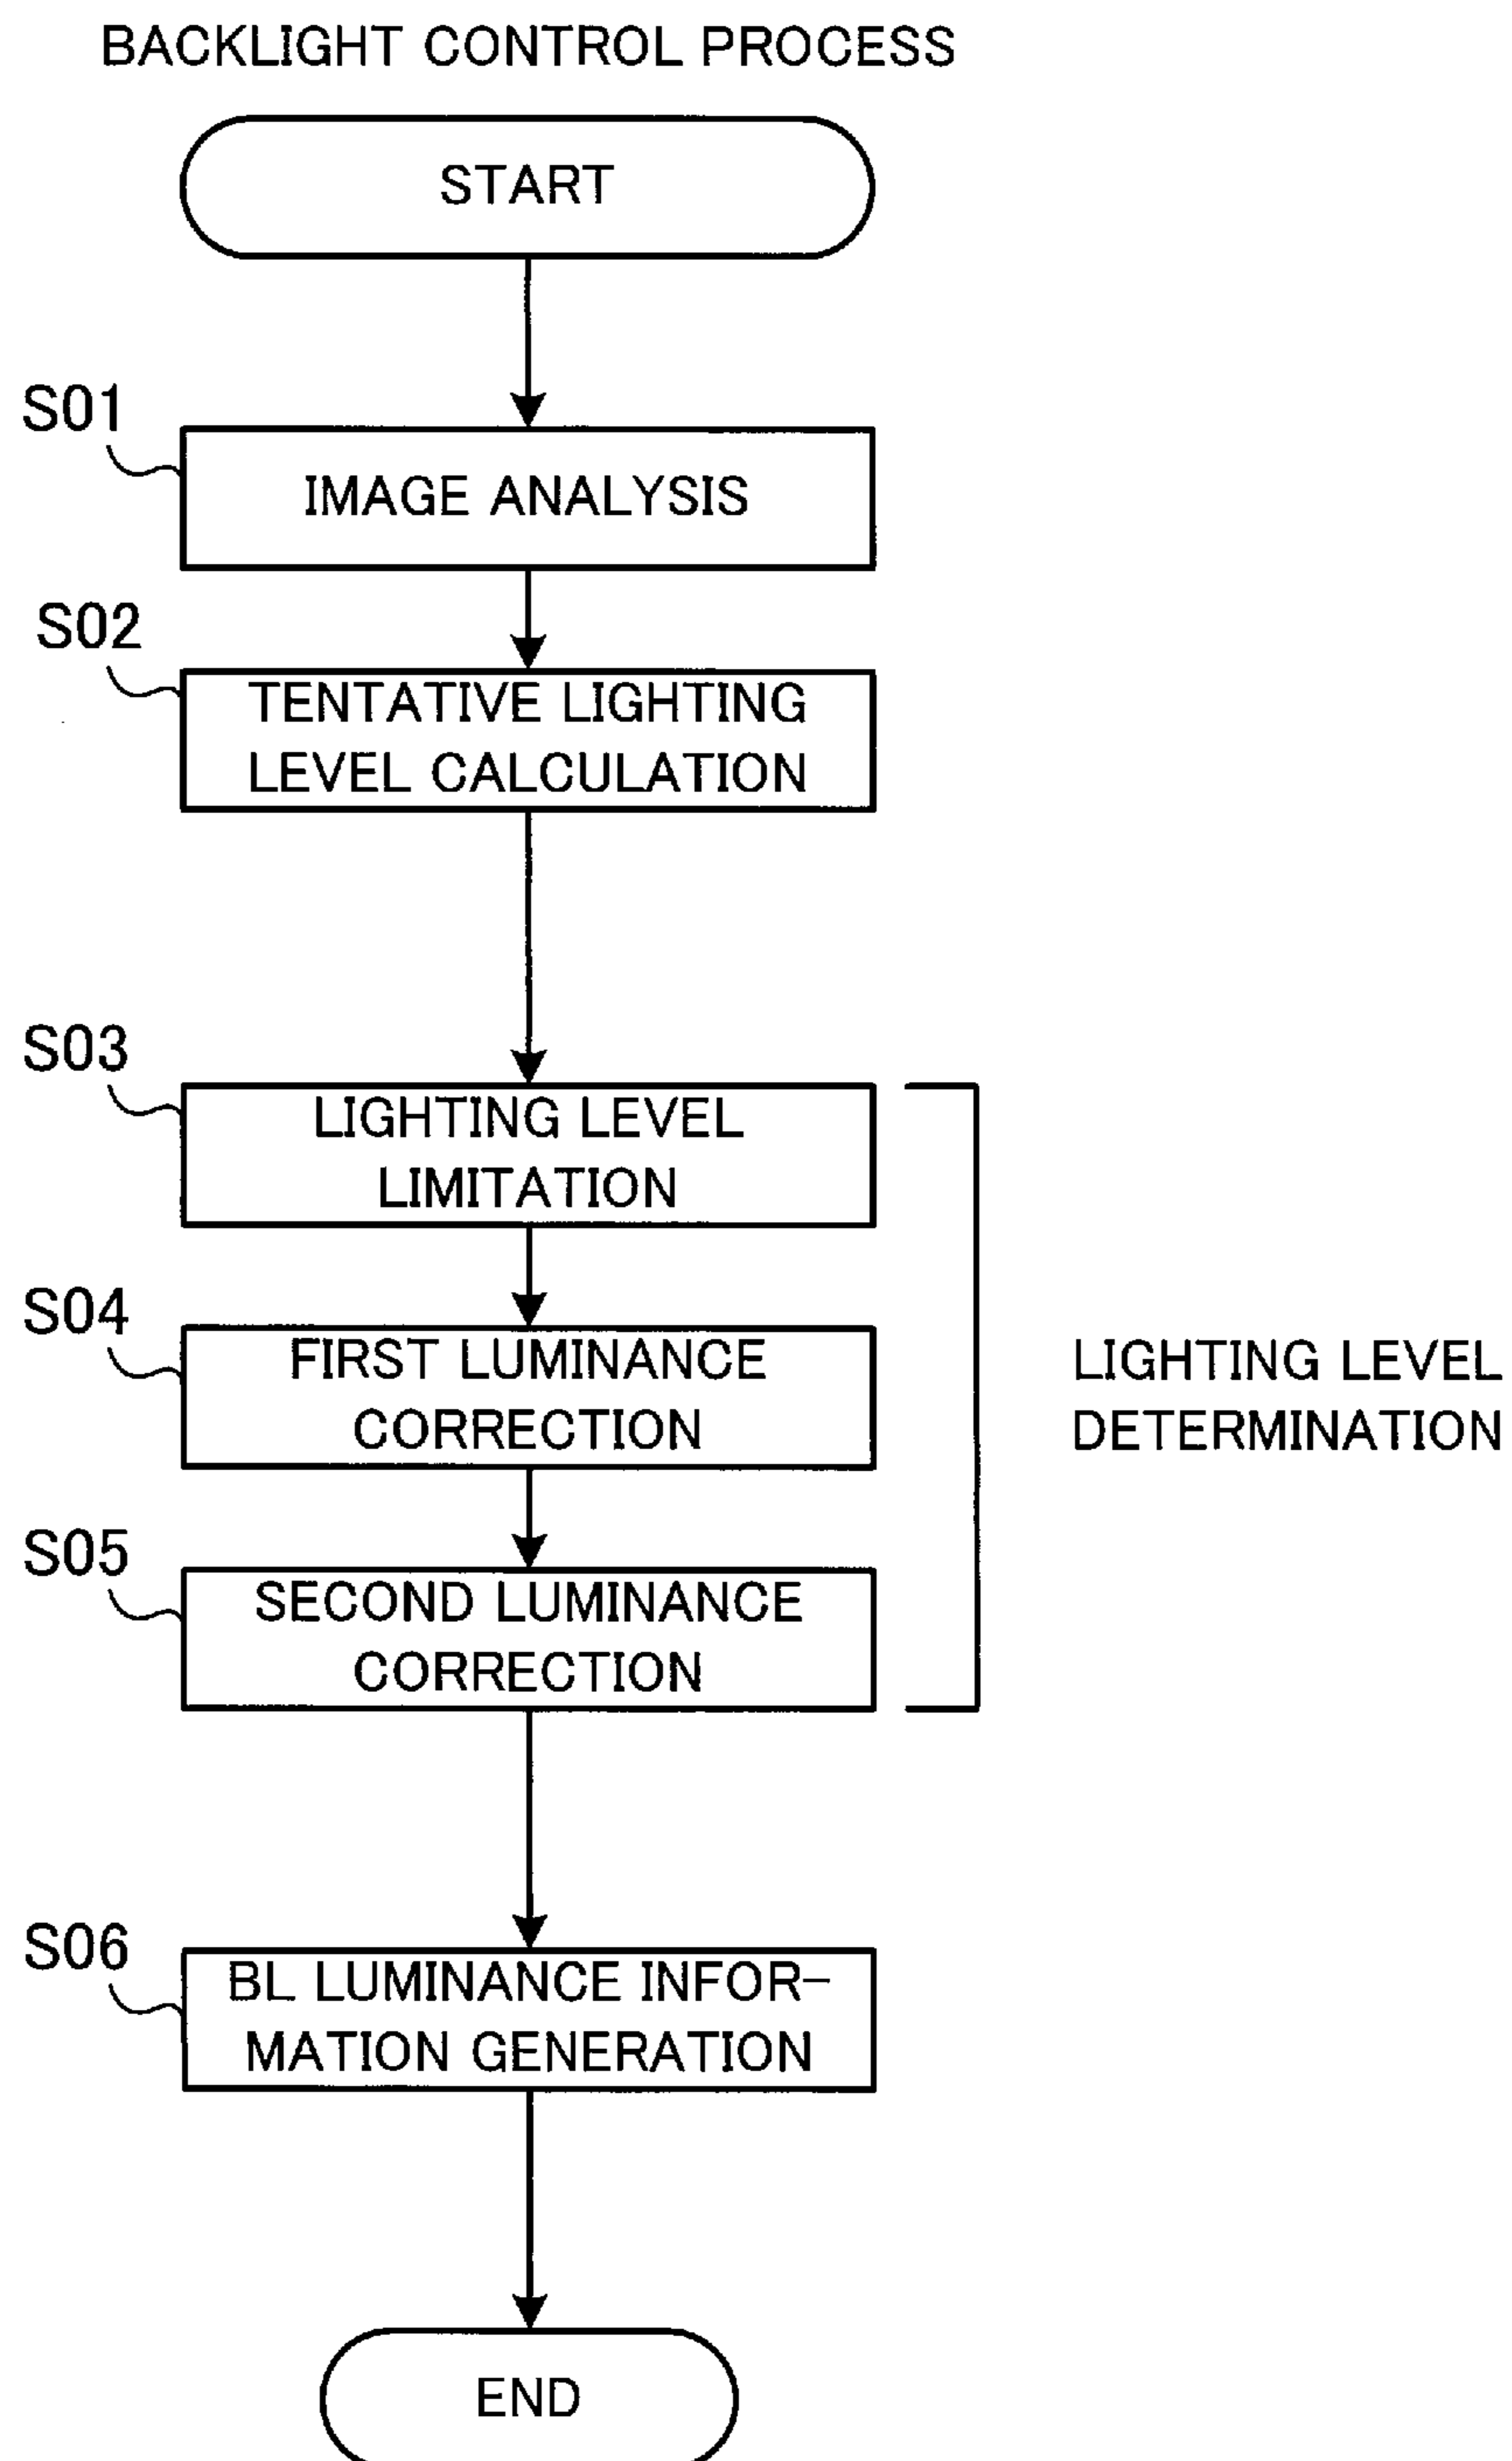 BACKLIGHT CONTROL PROCESS
START
S01
IMAGE ANALYSIS
S02
TENTATIVE LIGHTING
LEVEL CALCULATION
S03
LIGHTING LEVEL
LIMITATION
S04
FIRST LUMINANCE
CORRECTION
LIGHTING LEVEL
DETERMINATION
S05
SECOND LUMINANCE
CORRECTION
S06
BL LUMINANCE INFOR-
MATION GENERATION
END